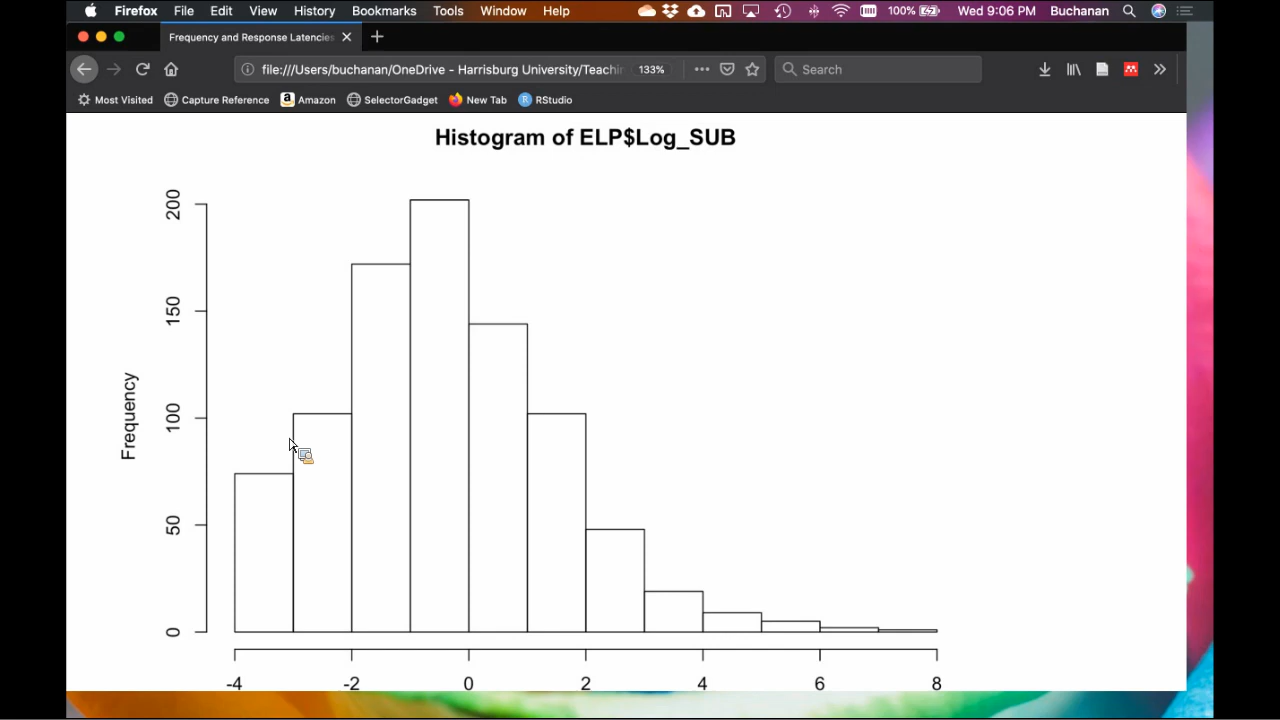 Firefox File Edit View History Bookmarks Tools Window Help 100% Wed 9:06 PM Buchanan
Frequency and Response Latencies
file:///Users/buchanan/OneDrive - Harrisburg University/Teachin 133% Search
Most Visited Capture Reference Amazon SelectorGadget New Tab RStudio
Histogram of ELP$Log_SUB
Frequency
200
150
100
50
0
-4 -2 0 2 4 6 8